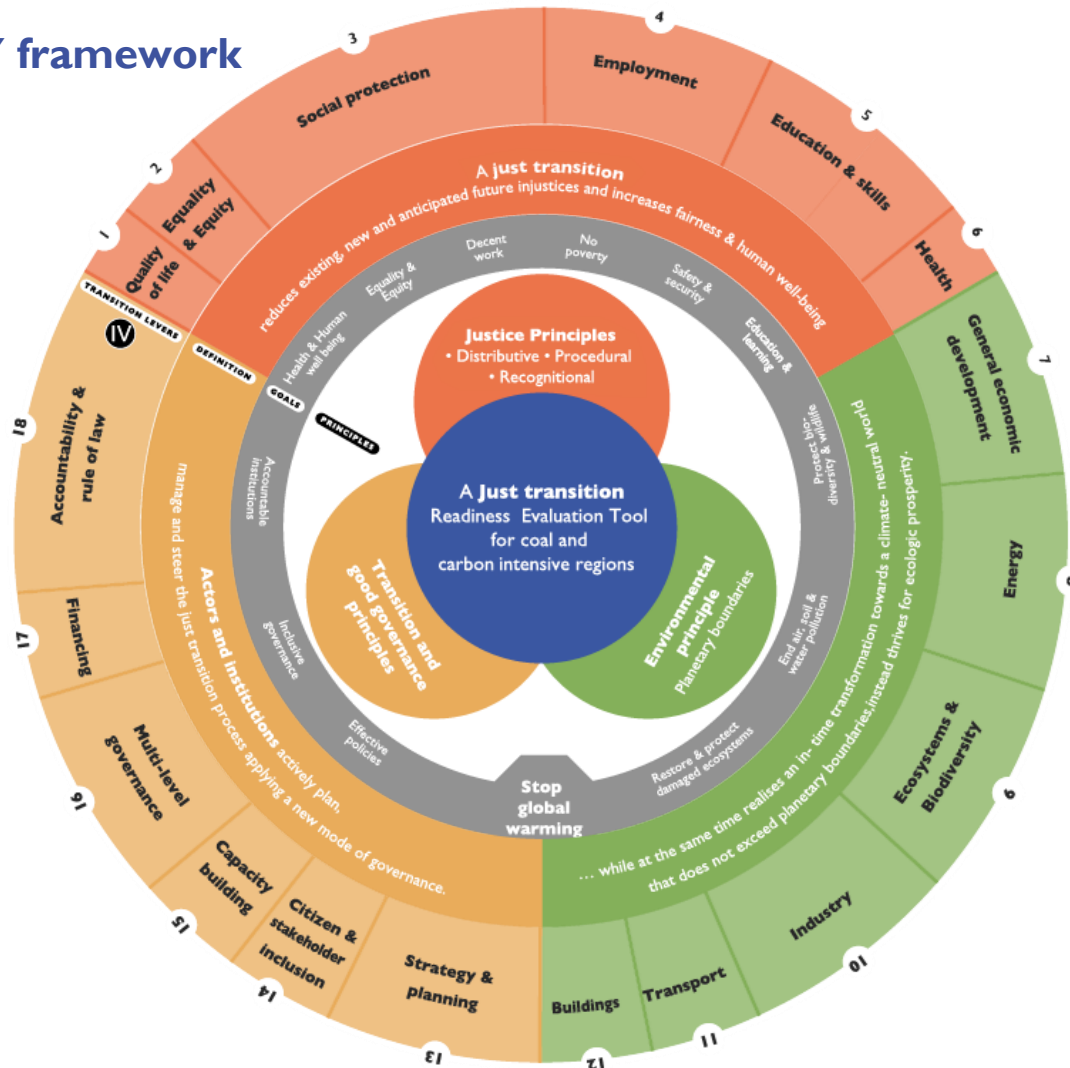 Y framework
1
Quality
of life
2
Equality
& Equity
3
Social protection
4
Employment
5
Education & skills
6
Health
7
General economic
development
8
Energy
9
Ecosystems &
Biodiversity
10
Industry
11
Transport
12
Buildings
13
Strategy &
planning
14
Citizen &
stakeholder
inclusion
15
Capacity
building
16
Multi-level
governance
17
Financing
18
Accountability &
rule of law
TRANSITION LEVERS
IV
DEFINITION
GOALS
PRINCIPLES
A just transition
reduces existing, new and anticipated future injustices and increases fairness & human well-being
… while at the same time realises an in- time transformation towards a climate- neutral world
that does not exceed planetary boundaries,instead thrives for ecologic prosperity.
Actors and institutions actively plan,
manage and steer the just transition process applying a new mode of governance.
Health & Human
well being
Equality &
Equity
Decent
work
No
poverty
Safety &
security
Education &
learning
Protect bio-
diversity & wildlife
End air, soil &
water pollution
Restore & protect
damaged ecosystems
Stop
global
warming
Effective
policies
Inclusive
governance
Accountable
institutions
Justice Principles
• Distributive • Procedural
• Recognitional
A Just transition
Readiness Evaluation Tool
for coal and
carbon intensive regions
Transition and
good governance
principles
Environmental
principle
Planetary boundaries